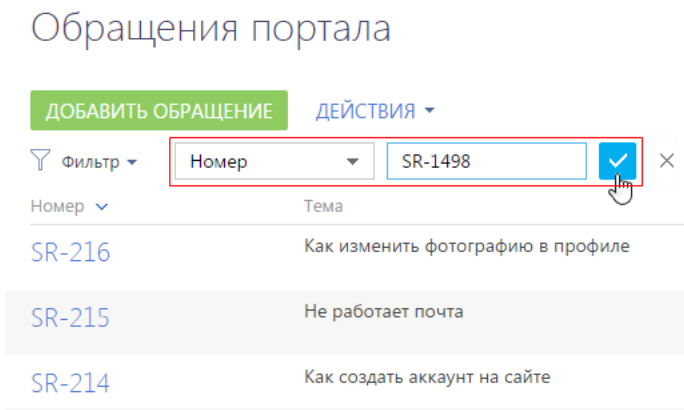 Обращения портала
ДОБАВИТЬ ОБРАЩЕНИЕ ДЕЙСТВИЯ
Фильтр Номер SR-1498
Номер Тема
SR-216 Как изменить фотографию в профиле
SR-215 Не работает почта
SR-214 Как создать аккаунт на сайте